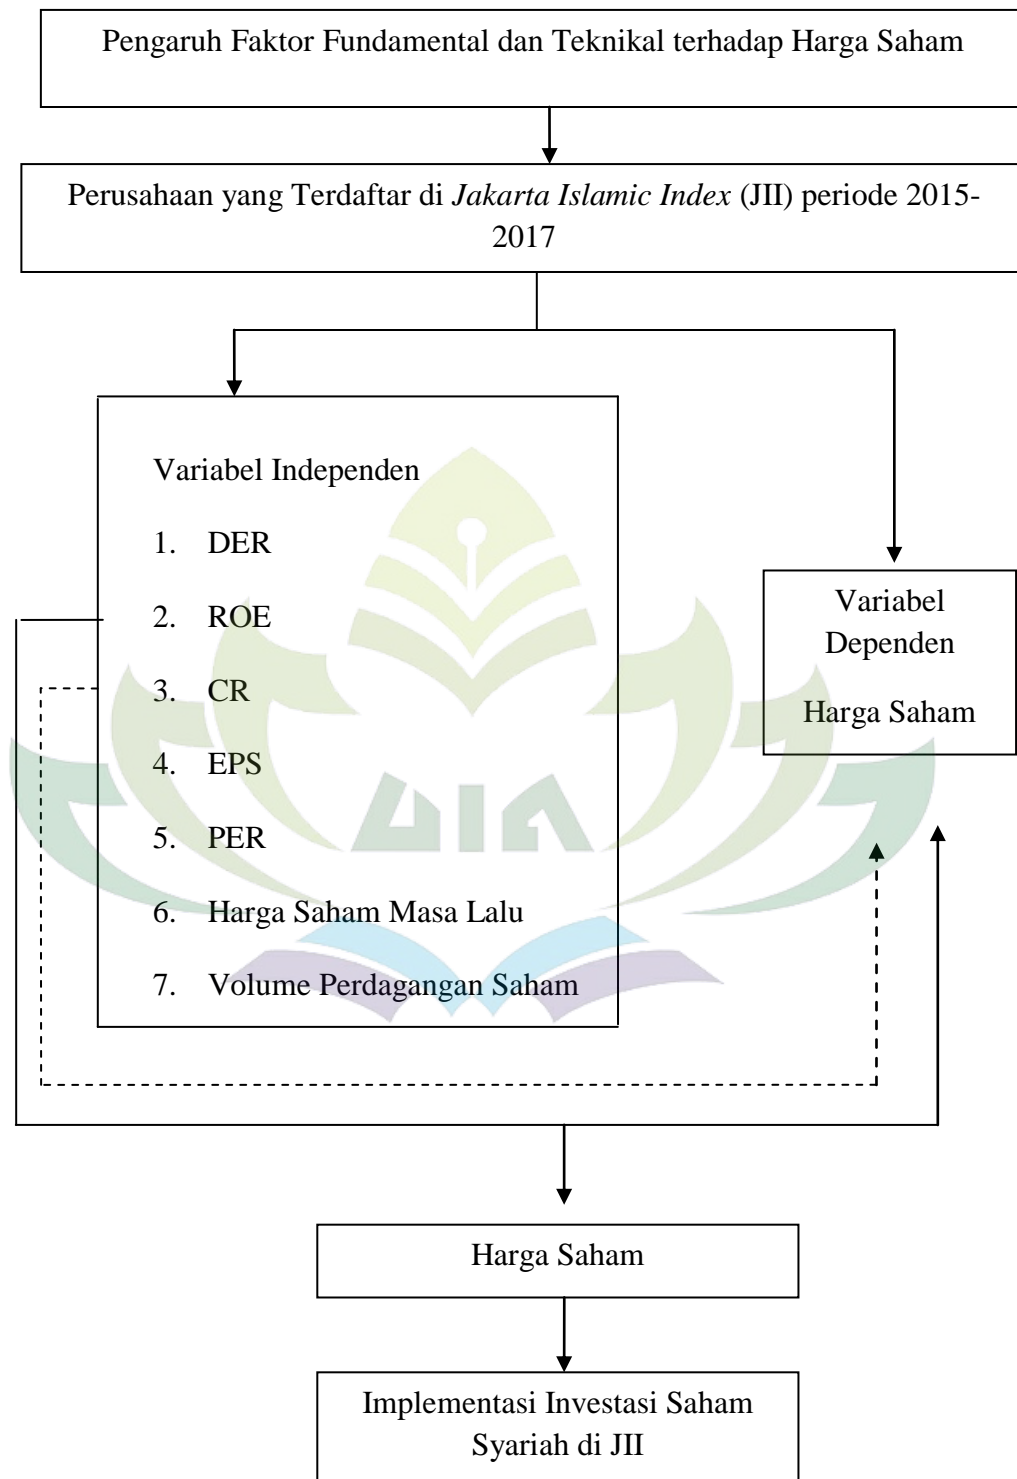 Pengaruh Faktor Fundamental dan Teknikal terhadap Harga Saham
Perusahaan yang Terdaftar di Jakarta Islamic Index (JII) periode 2015-
2017
Variabel Independen
1. DER
2. ROE
3. CR
4. EPS
5. PER
6. Harga Saham Masa Lalu
7. Volume Perdagangan Saham
Variabel
Dependen
Harga Saham
UIN
Harga Saham
Implementasi Investasi Saham
Syariah di JII